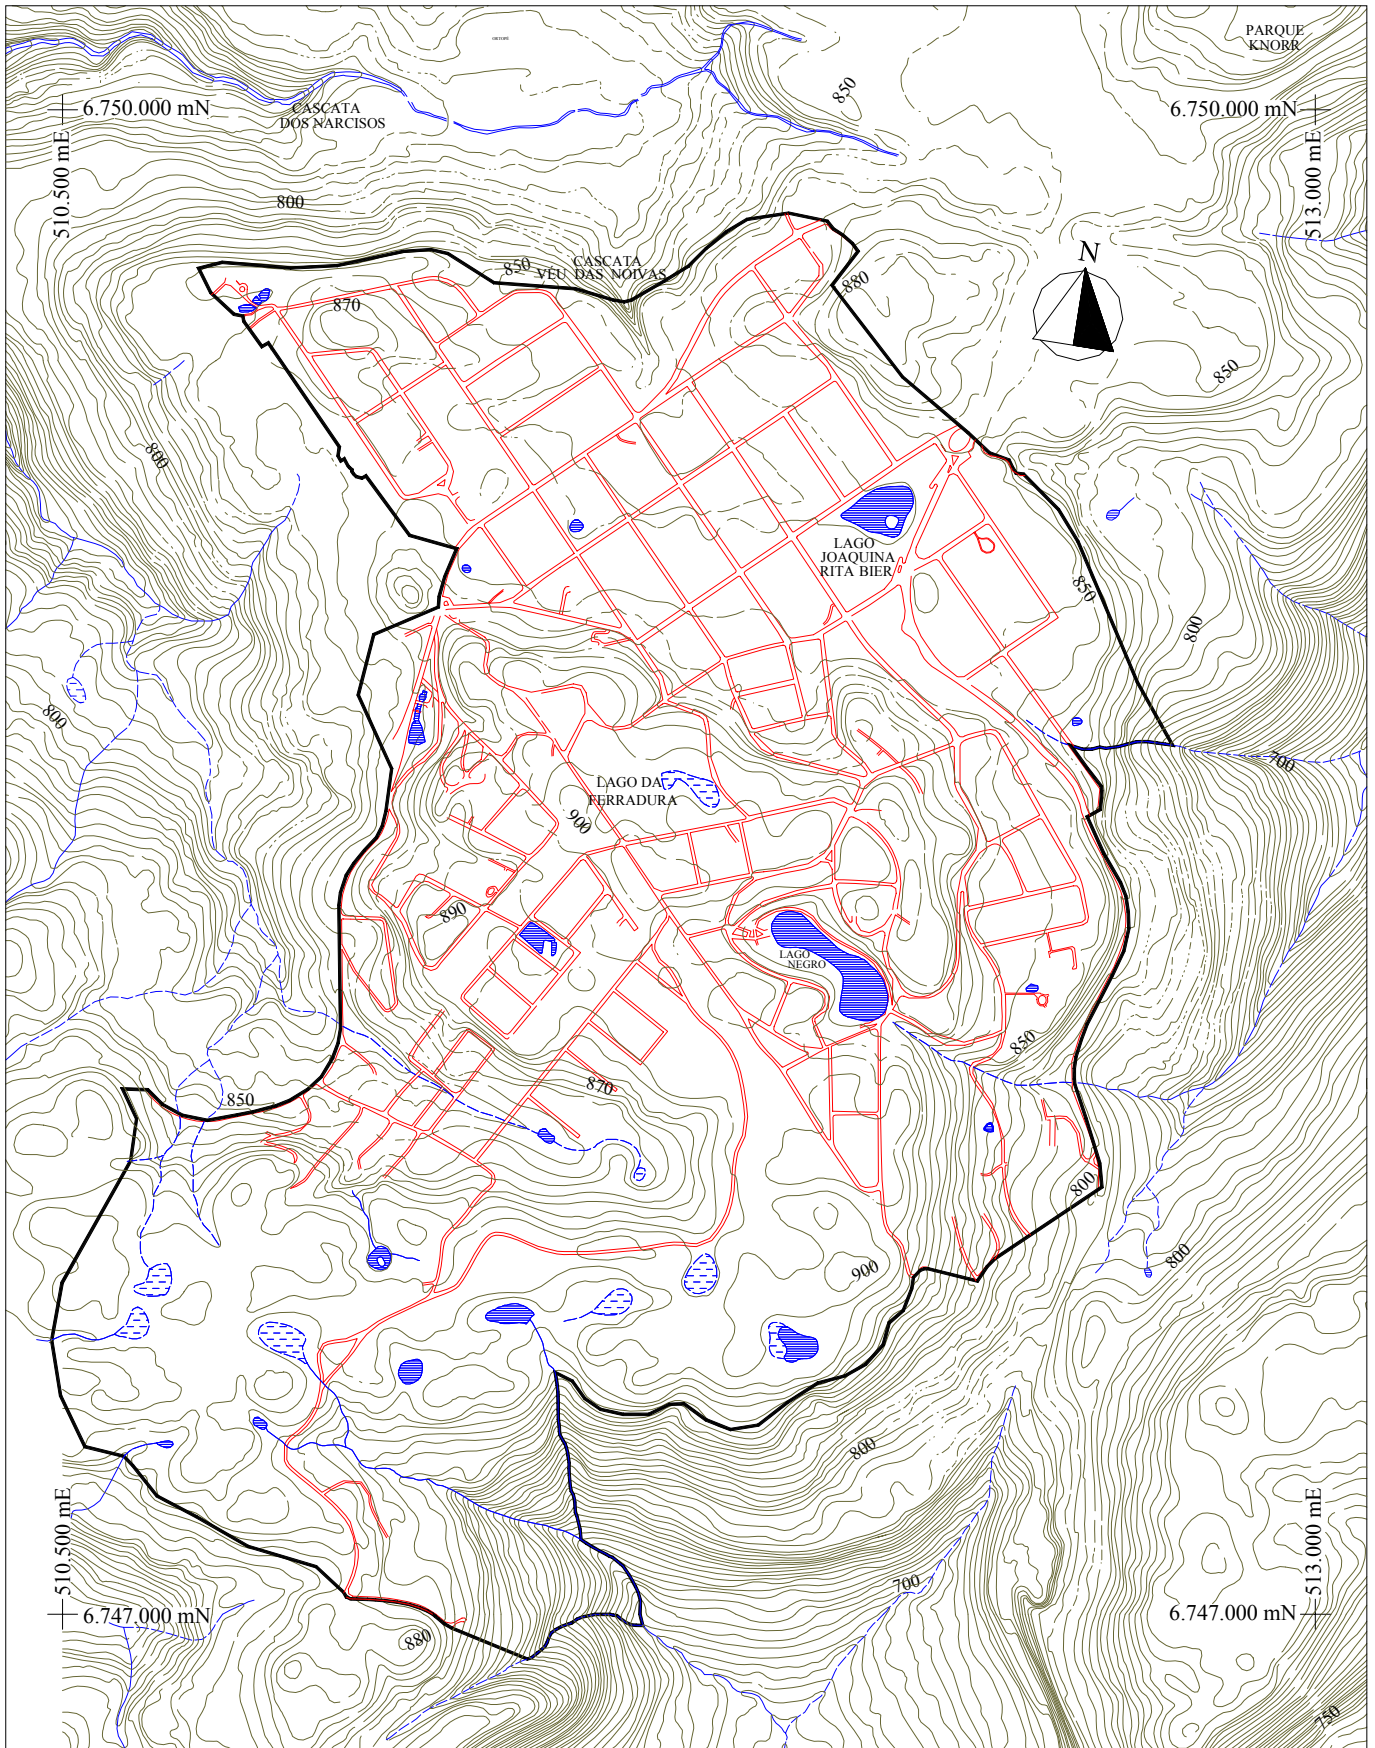 PARQUE
KNORR
850
6.750.000 mN
CASCATA
DOS NARCISOS
6.750.000 mN
510.500 mE
513.000 mE
800
N
CASCATA
850
VÉU DAS NOIVAS
880
870
850
800
LAGO
JOAQUINA
RITA BIER
850
800
800
700
LAGO DA
FERRADURA
900
890
LAGO
NEGRO
850
870
850
800
800
900
800
510.500 mE
513.000 mE
700
6.747.000 mN
6.747.000 mN
880
750